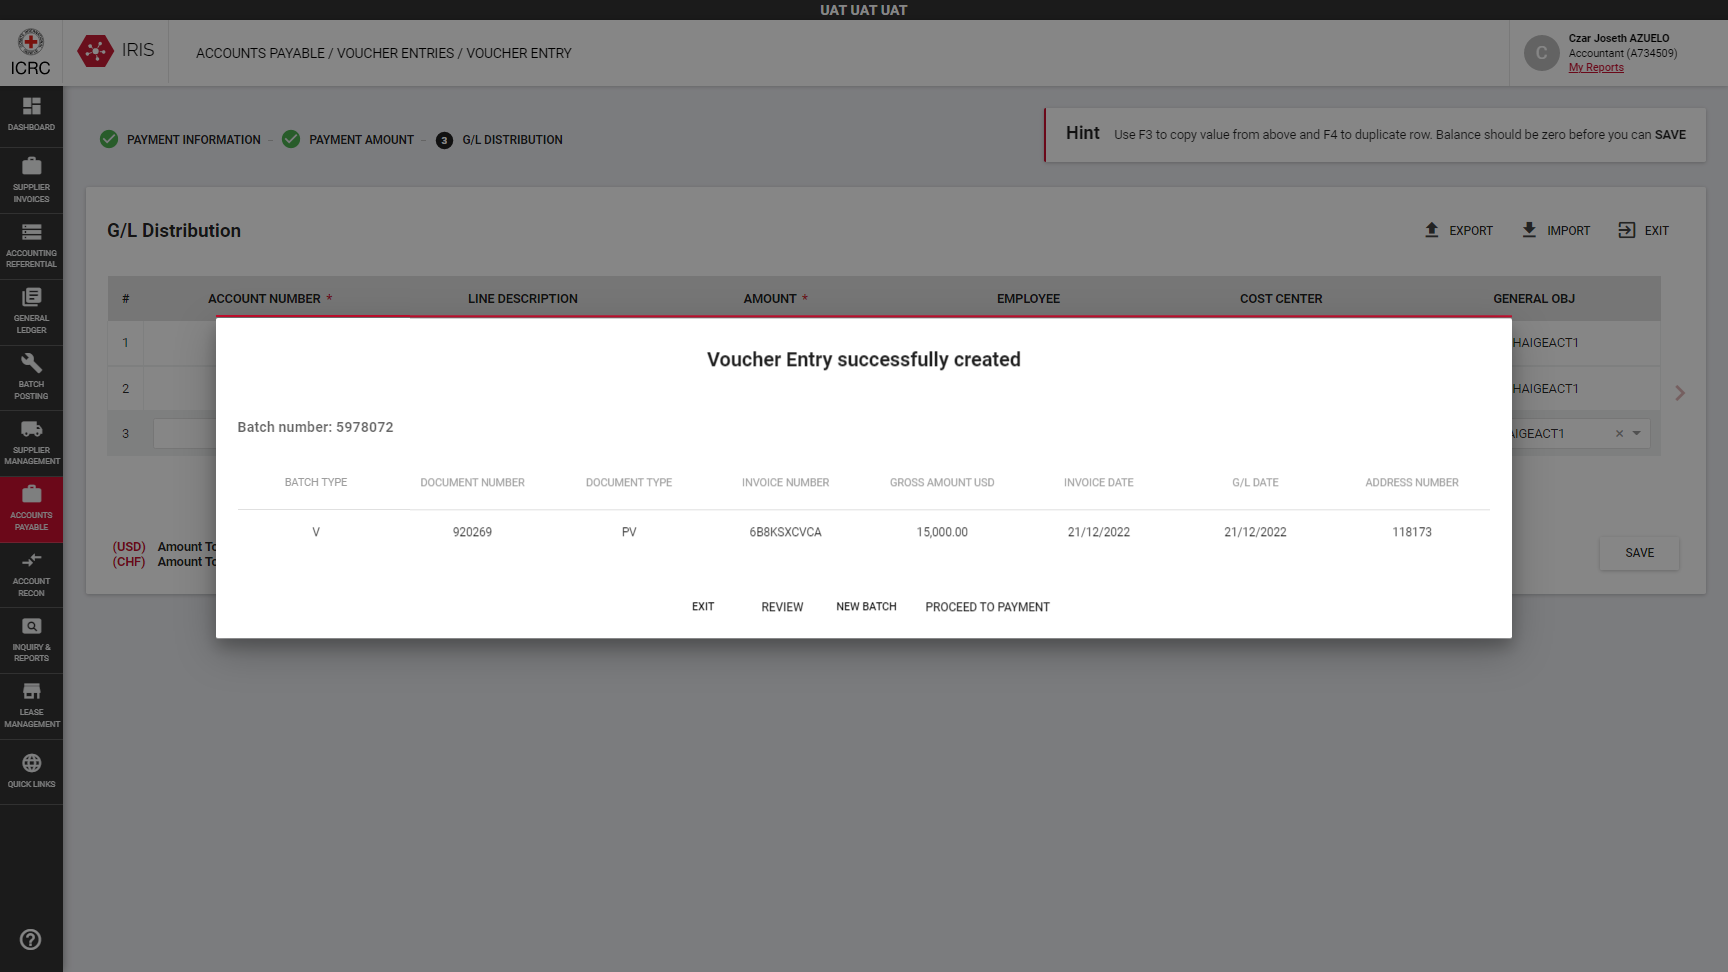 UAT UAT UAT
ICRC
IRIS
ACCOUNTS PAYABLE / VOUCHER ENTRIES / VOUCHER ENTRY
C
Czar Joseth AZUELO
Accountant (A734509)
My Reports
DASHBOARD
SUPPLIER
INVOICES
ACCOUNTING
REFERENTIAL
GENERAL
LEDGER
BATCH
POSTING
SUPPLIER
MANAGEMENT
ACCOUNTS
PAYABLE
ACCOUNT
RECON
INQUIRY &
REPORTS
LEASE
MANAGEMENT
QUICK LINKS
PAYMENT INFORMATION – PAYMENT AMOUNT – 3 G/L DISTRIBUTION
Hint Use F3 to copy value from above and F4 to duplicate row. Balance should be zero before you can SAVE
G/L Distribution
EXPORT IMPORT EXIT
# ACCOUNT NUMBER * LINE DESCRIPTION AMOUNT * EMPLOYEE COST CENTER GENERAL OBJ
1 HAIGEACT1
2 HAIGEACT1
3 AIGEACT1
(USD) Amount To
(CHF) Amount To
SAVE
Voucher Entry successfully created
Batch number: 5978072
BATCH TYPE DOCUMENT NUMBER DOCUMENT TYPE INVOICE NUMBER GROSS AMOUNT USD INVOICE DATE G/L DATE ADDRESS NUMBER
V 920269 PV 6B8KSXCVCA 15,000.00 21/12/2022 21/12/2022 118173
EXIT REVIEW NEW BATCH PROCEED TO PAYMENT